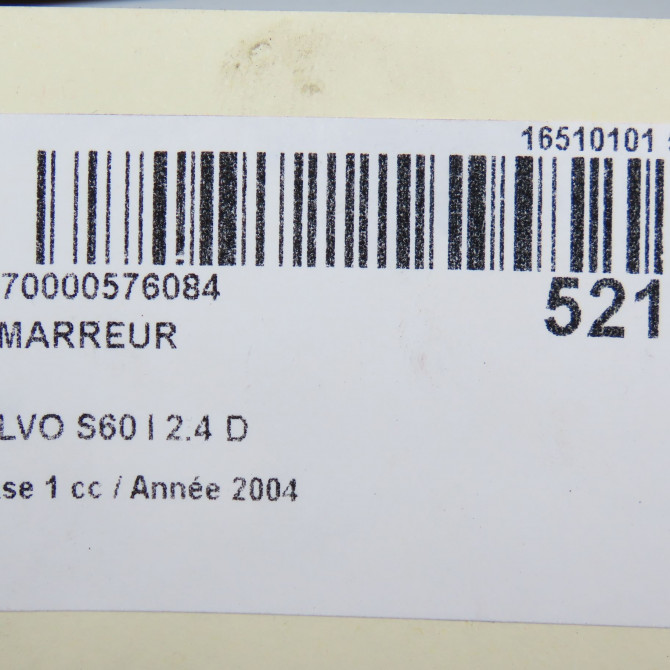 16510101
70000576084
521
MARREUR
LVO S60 I 2.4 D
se 1 cc / Année 2004